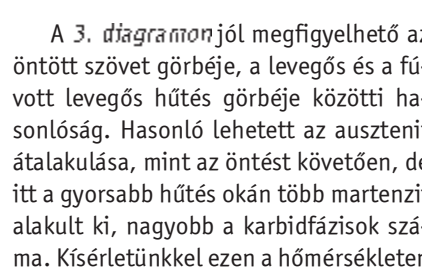 A 3. diagramon jól megfigyelhető az
öntött szövet görbéje, a levegős és a fú-
vott levegős hűtés görbéje közötti ha-
sonlóság. Hasonló lehetett az auszteni
átalakulása, mint az öntést követően, de
itt a gyorsabb hűtés okán több martenzi
alakult ki, nagyobb a karbidfázisok szá-
ma. Kísérletünkkel ezen a hőmérsékleten